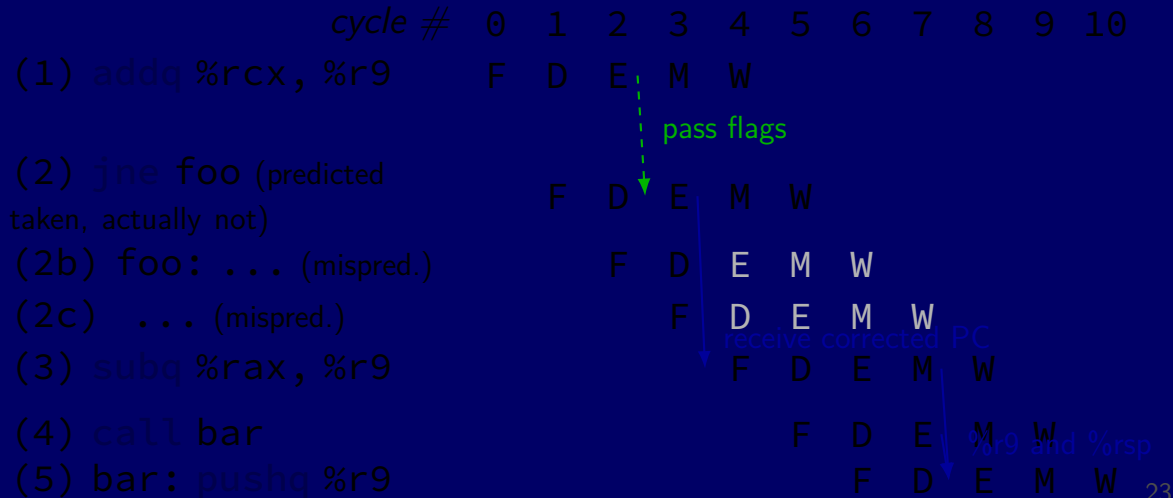 cycle # 0 1 2 3 4 5 6 7 8 9 10
(1) addq %rcx, %r9 F D E M W
pass flags
(2) jne foo (predicted
taken, actually not) F D E M W
(2b) foo: ... (mispred.) F D E M W
(2c) ... (mispred.) F D E M W
receive corrected PC
(3) subq %rax, %r9 F D E M W
(4) call bar F D E M W
%r9 and %rsp
(5) bar: pushq %r9 F D E M W
23